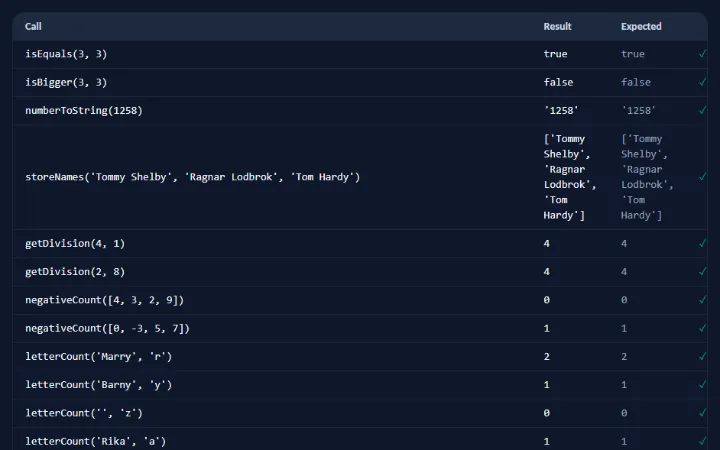 Call Result Expected
isEquals(3, 3) true true ✓
isBigger(3, 3) false false ✓
numberToString(1258) '1258' '1258' ✓
storeNames('Tommy Shelby', 'Ragnar Lodbrok', 'Tom Hardy')
['Tommy
Shelby',
'Ragnar
Lodbrok',
'Tom
Hardy']
['Tommy
Shelby',
'Ragnar
Lodbrok',
'Tom
Hardy']
✓
getDivision(4, 1) 4 4 ✓
getDivision(2, 8) 4 4 ✓
negativeCount([4, 3, 2, 9]) 0 0 ✓
negativeCount([0, -3, 5, 7]) 1 1 ✓
letterCount('Marry', 'r') 2 2 ✓
letterCount('Barny', 'y') 1 1 ✓
letterCount('', 'z') 0 0 ✓
letterCount('Rika', 'a') 1 1 ✓